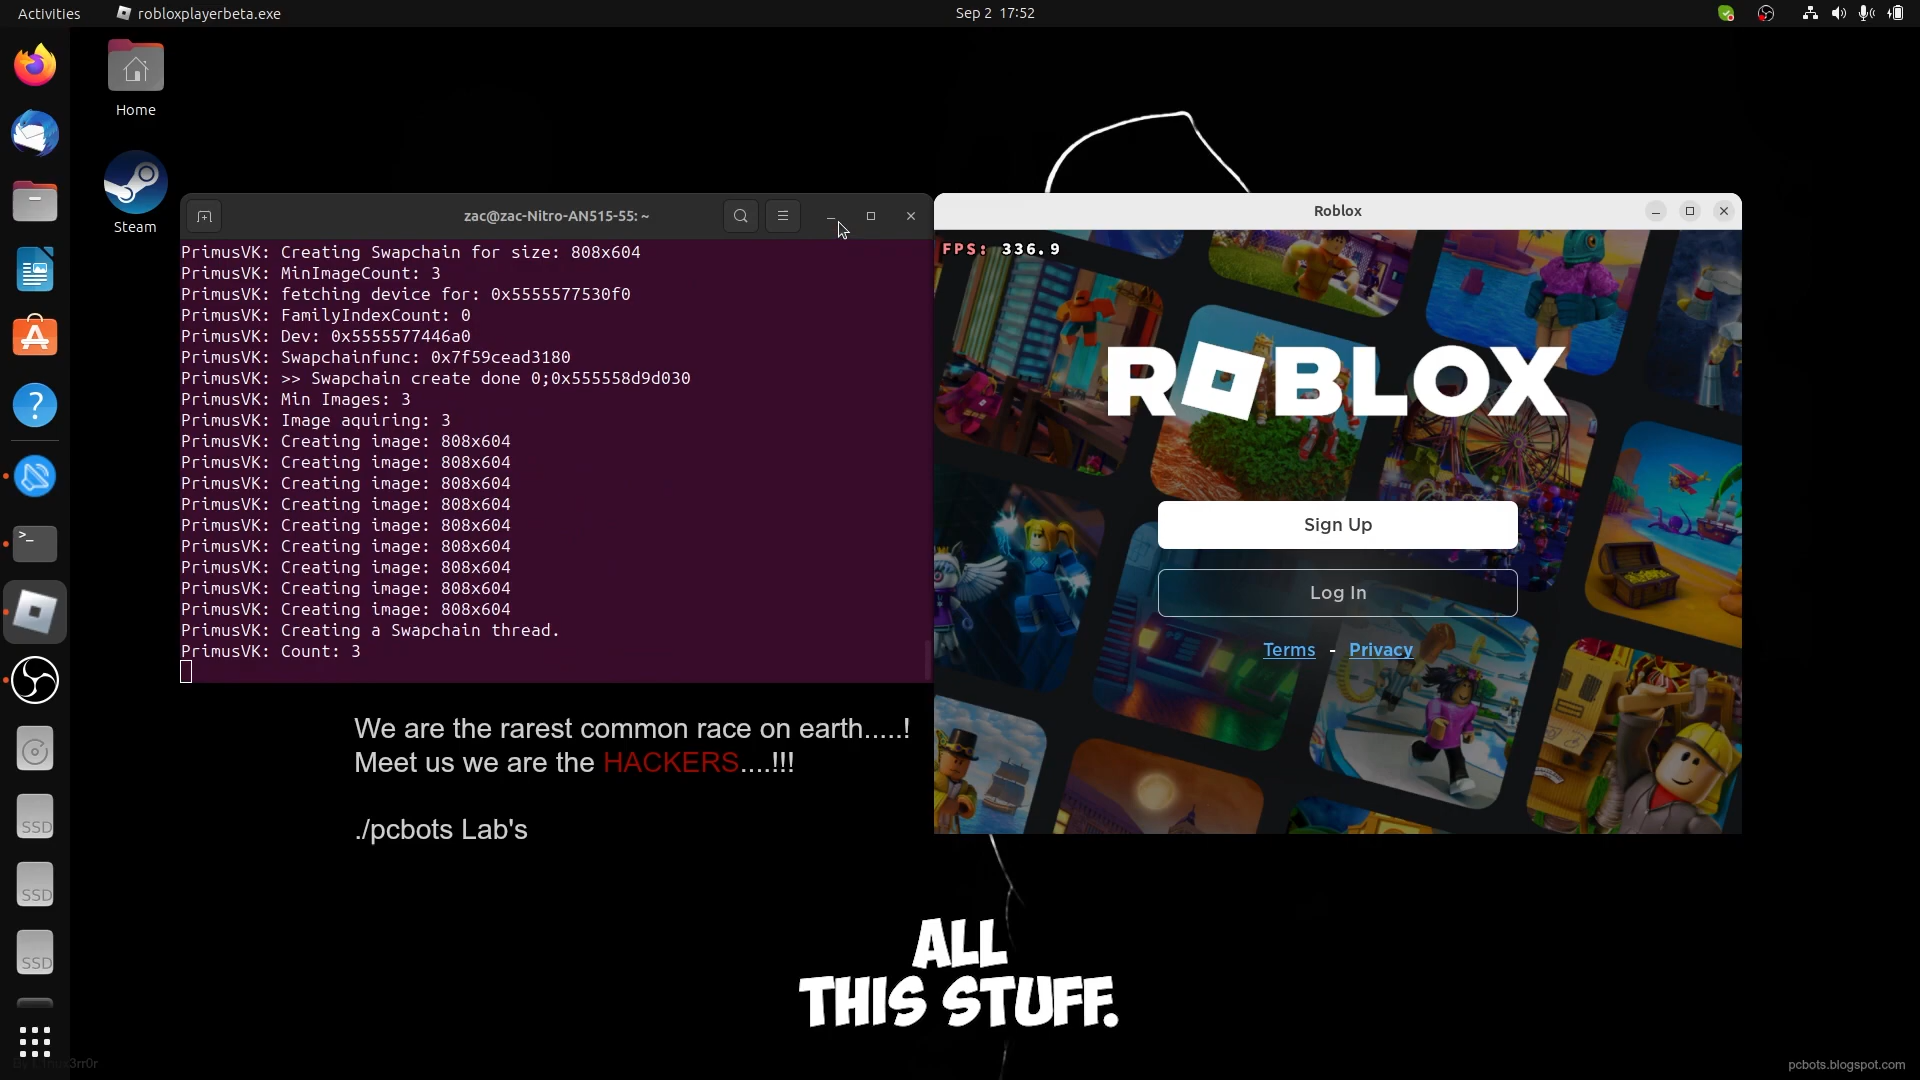 Activities
robloxplayerbeta.exe
Sep 2 17:52
Home
Steam
zac@zac-Nitro-AN515-55: ~
PrimusVK: Creating Swapchain for size: 808x604
PrimusVK: MinImageCount: 3
PrimusVK: fetching device for: 0x5555577530f0
PrimusVK: FamilyIndexCount: 0
PrimusVK: Dev: 0x5555577446a0
PrimusVK: Swapchainfunc: 0x7f59cead3180
PrimusVK: >> Swapchain create done 0;0x555558d9d030
PrimusVK: Min Images: 3
PrimusVK: Image aquiring: 3
PrimusVK: Creating image: 808x604
PrimusVK: Creating image: 808x604
PrimusVK: Creating image: 808x604
PrimusVK: Creating image: 808x604
PrimusVK: Creating image: 808x604
PrimusVK: Creating image: 808x604
PrimusVK: Creating image: 808x604
PrimusVK: Creating image: 808x604
PrimusVK: Creating image: 808x604
PrimusVK: Creating a Swapchain thread.
PrimusVK: Count: 3
Roblox
FPS: 336.9
ROBLOX
Sign Up
Log In
Terms - Privacy
We are the rarest common race on earth.....!
Meet us we are the HACKERS....!!!
./pcbots Lab's
SSD
SSD
SSD
ALL
THIS STUFF.
pcbots.blogspot.com